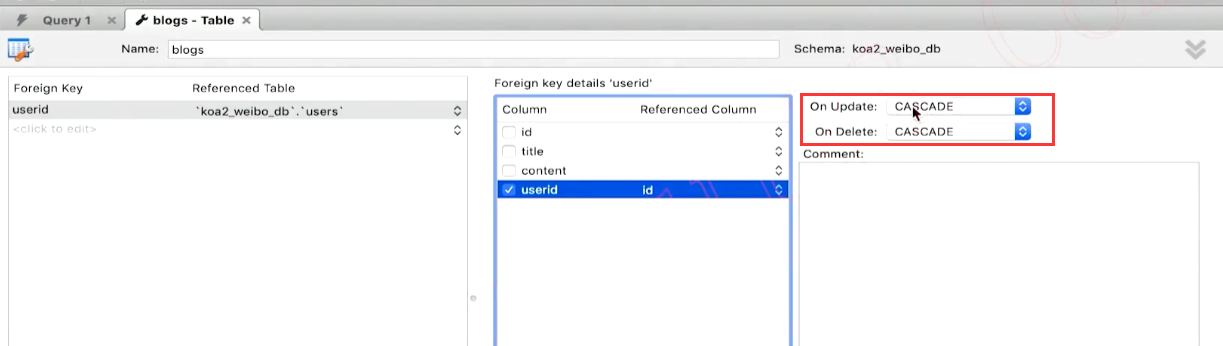 Query 1
blogs - Table
Name: blogs
Schema: koa2_weibo_db
Foreign Key Referenced Table
userid `koa2_weibo_db`.`users`
<click to edit>
Foreign key details 'userid'
Column Referenced Column
id
title
content
userid id
On Update: CASCADE
On Delete: CASCADE
Comment: